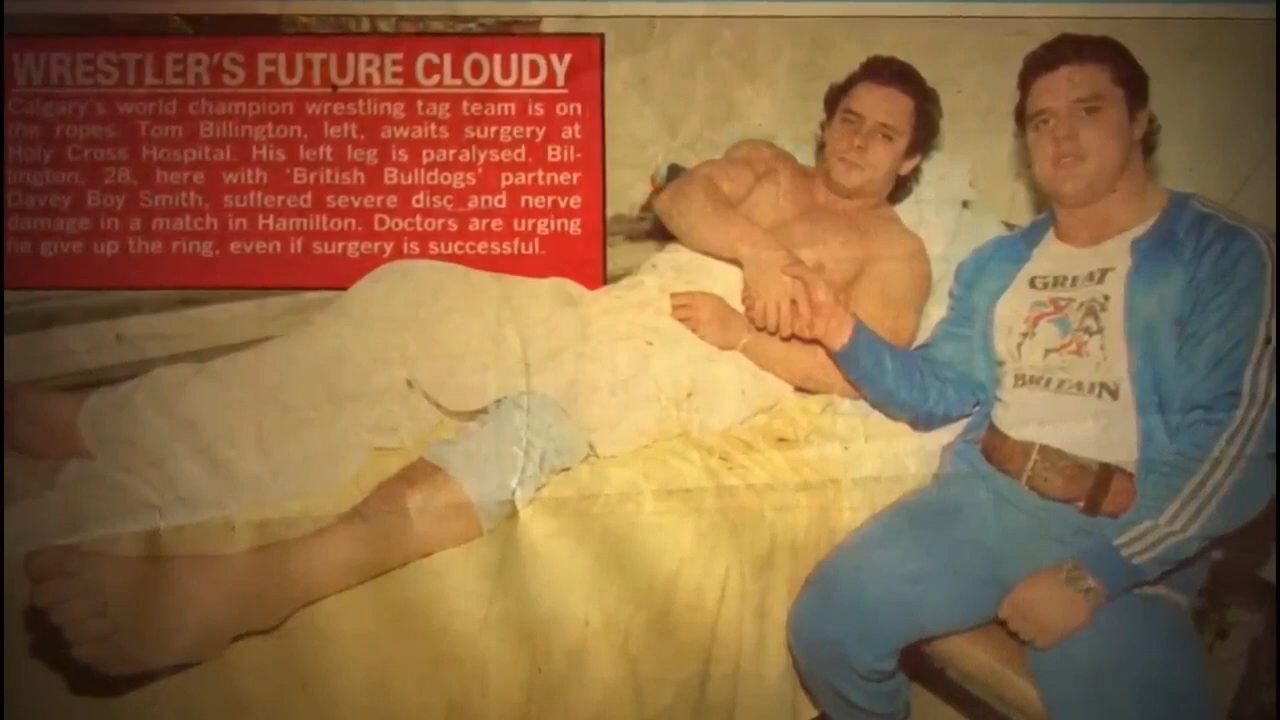 WRESTLER'S FUTURE CLOUDY
Calgary's world champion wrestling tag team is on
the ropes. Tom Billington, left, awaits surgery at
Holy Cross Hospital. His left leg is paralysed. Bil-
lington, 28, here with 'British Bulldogs' partner
Davey Boy Smith, suffered severe disc and nerve
damage in a match in Hamilton. Doctors are urging
he give up the ring, even if surgery is successful.
GREAT
BRITAIN